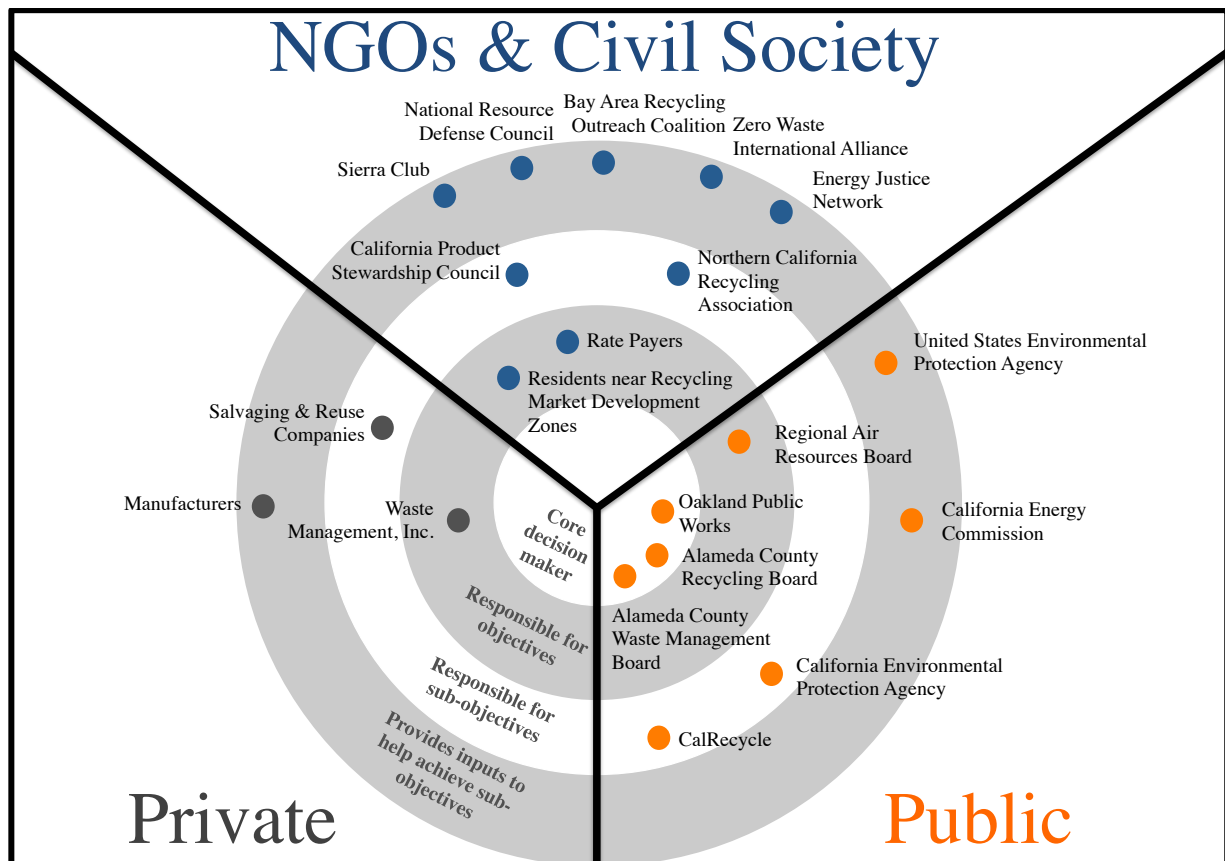 NGOs & Civil Society
National Resource
Defense Council
Bay Area Recycling
Outreach Coalition
Zero Waste
International Alliance
Sierra Club
Energy Justice
Network
California Product
Stewardship Council
Northern California
Recycling
Association
Rate Payers
Residents near Recycling
Market Development
Zones
United States Environmental
Protection Agency
Salvaging & Reuse
Companies
Regional Air
Resources Board
Manufacturers
Waste
Management, Inc.
Core
decision
maker
Oakland Public
Works
California Energy
Commission
Alameda County
Recycling Board
Responsible for
objectives
Alameda County
Waste Management
Board
Responsible for
sub-objectives
California Environmental
Protection Agency
Provides inputs to
help achieve sub-
objectives
CalRecycle
Private
Public